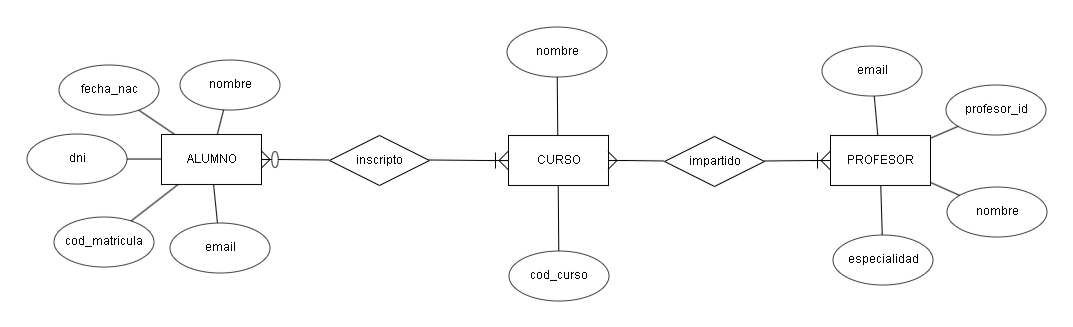 nombre
email
fecha_nac
nombre
profesor_id
dni
ALUMNO
inscripto
CURSO
impartido
PROFESOR
nombre
cod_matricula
email
especialidad
cod_curso